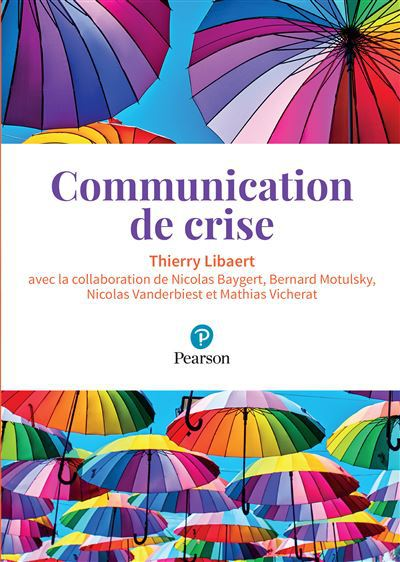 Communication
de crise
Thierry Libaert
avec la collaboration de Nicolas Baygert, Bernard Motulsky,
Nicolas Vanderbiest et Mathias Vicherat
Pearson